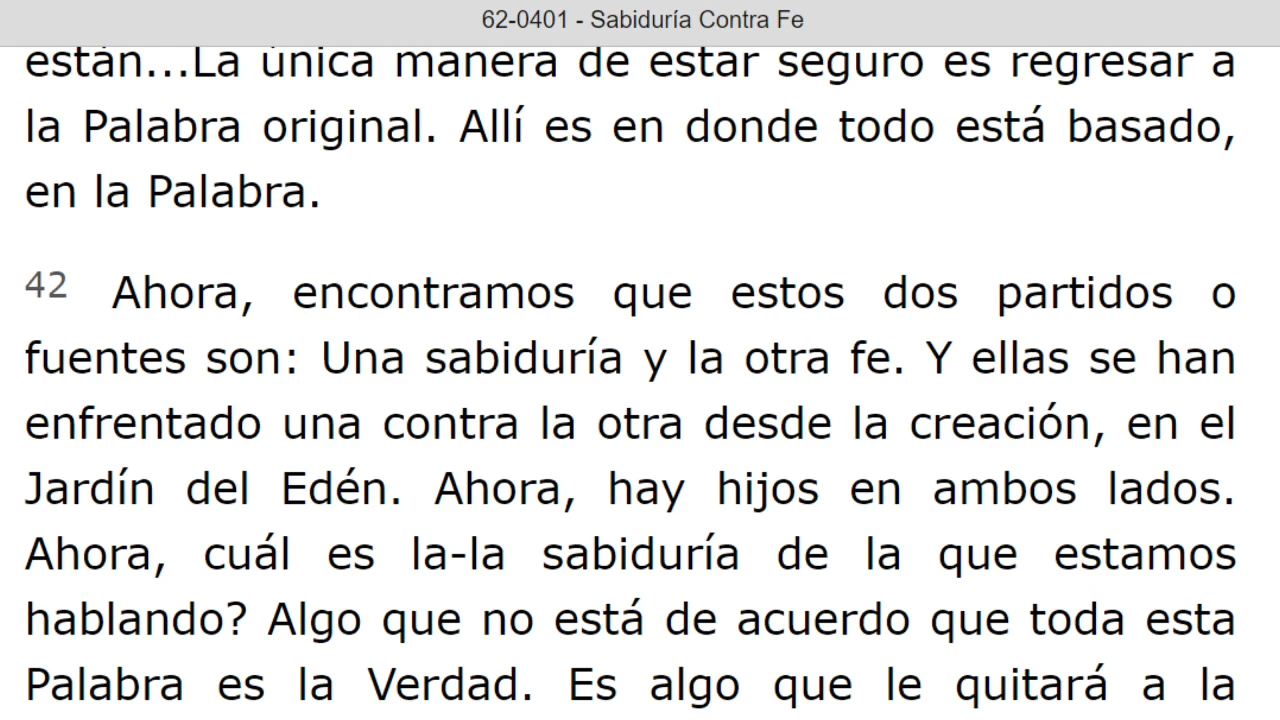 62-0401 - Sabiduría Contra Fe
están...La única manera de estar seguro es regresar a
la Palabra original. Allí es en donde todo está basado,
en la Palabra.
42 Ahora, encontramos que estos dos partidos o
fuentes son: Una sabiduría y la otra fe. Y ellas se han
enfrentado una contra la otra desde la creación, en el
Jardín del Edén. Ahora, hay hijos en ambos lados.
Ahora, cuál es la-la sabiduría de la que estamos
hablando? Algo que no está de acuerdo que toda esta
Palabra es la Verdad. Es algo que le quitará a la